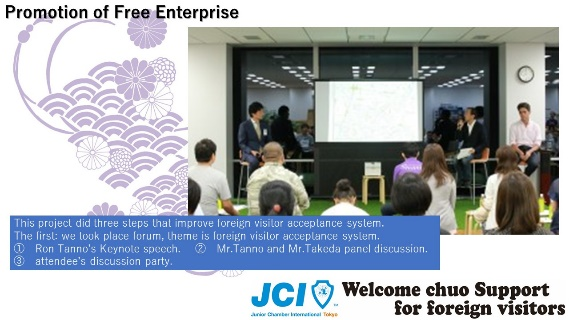 Promotion of Free Enterprise
This project did three steps that improve foreign visitor acceptance system.
The first: we took place forum, theme is foreign visitor acceptance system.
① Ron Tanno's Keynote speech. ② Mr.Tanno and Mr.Takeda panel discussion.
③ attendee's discussion party.
JCI
Junior Chamber International Tokyo
Welcome chuo Support
for foreign visitors